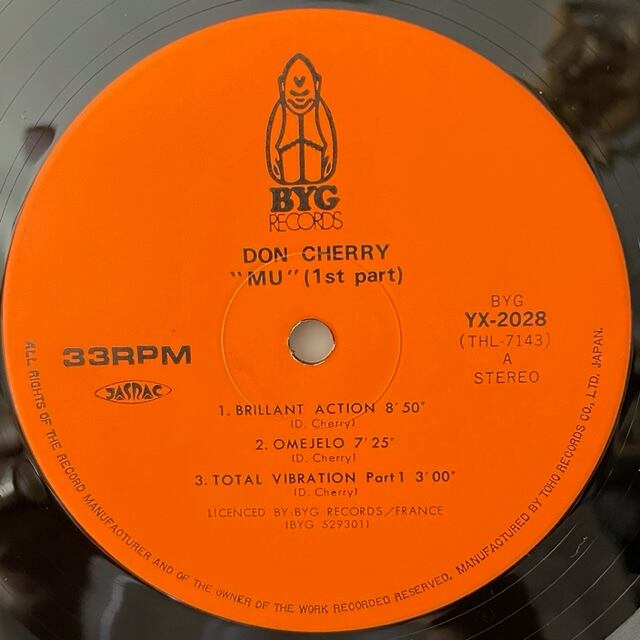 BYG
RECORDS
DON CHERRY
"MU" (1st part)
BYG
YX-2028
(THL-7143)
A
STEREO
33RPM
JASRAC
1. BRILLANT ACTION 8'50"
(D. Cherry)
2. OMEJELO 7'25"
(D. Cherry)
3. TOTAL VIBRATION Part 1 3'00"
(D. Cherry)
LICENCED BY: BYG RECORDS/FRANCE
(BYG 529301)
ALL RIGHTS OF THE RECORD MANUFACTURER AND OF THE OWNER OF THE WORK RECORDED RESERVED. MANUFACTURED BY TOHO RECORDS CO., LTD. JAPAN.